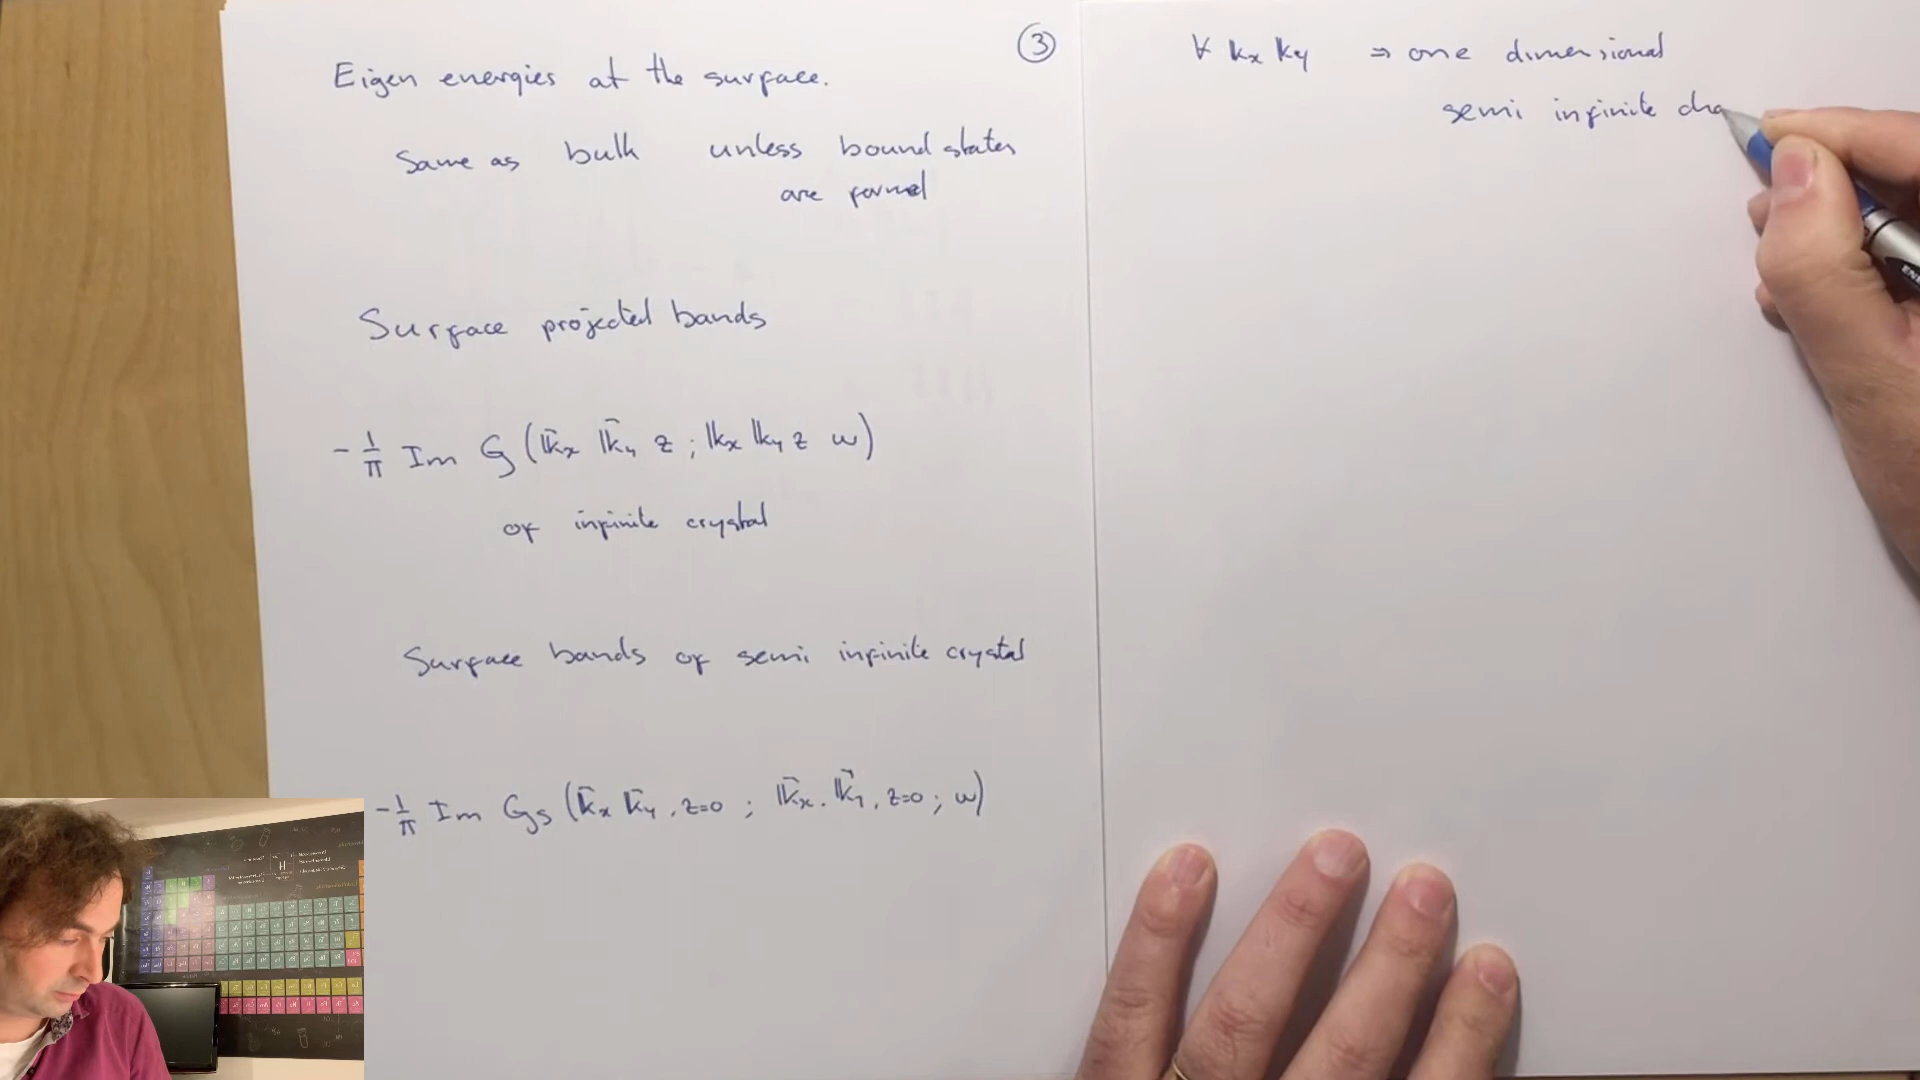 ③
Eigen energies at the surface.
Same as bulk unless bound states
are formed
Surface projected bands
-1/π Im G(k̄x k̄y z ; kx ky z ω)
of infinite crystal
Surface bands of semi infinite crystal
-1/π Im Gs (k̄x k̄y, z=0 ; k̄x. k⃗y, z=0 ; ω)
∀ kx ky ⇒ one dimensional
semi infinite cha